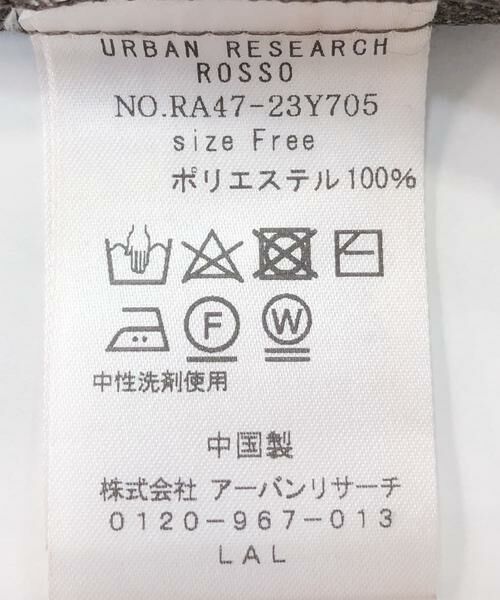 URBAN RESEARCH
ROSSO
NO.RA47-23Y705
size Free
ポリエステル100%
F W
中性洗剤使用
中国製
株式会社 アーバンリサーチ
0120-967-013
LAL